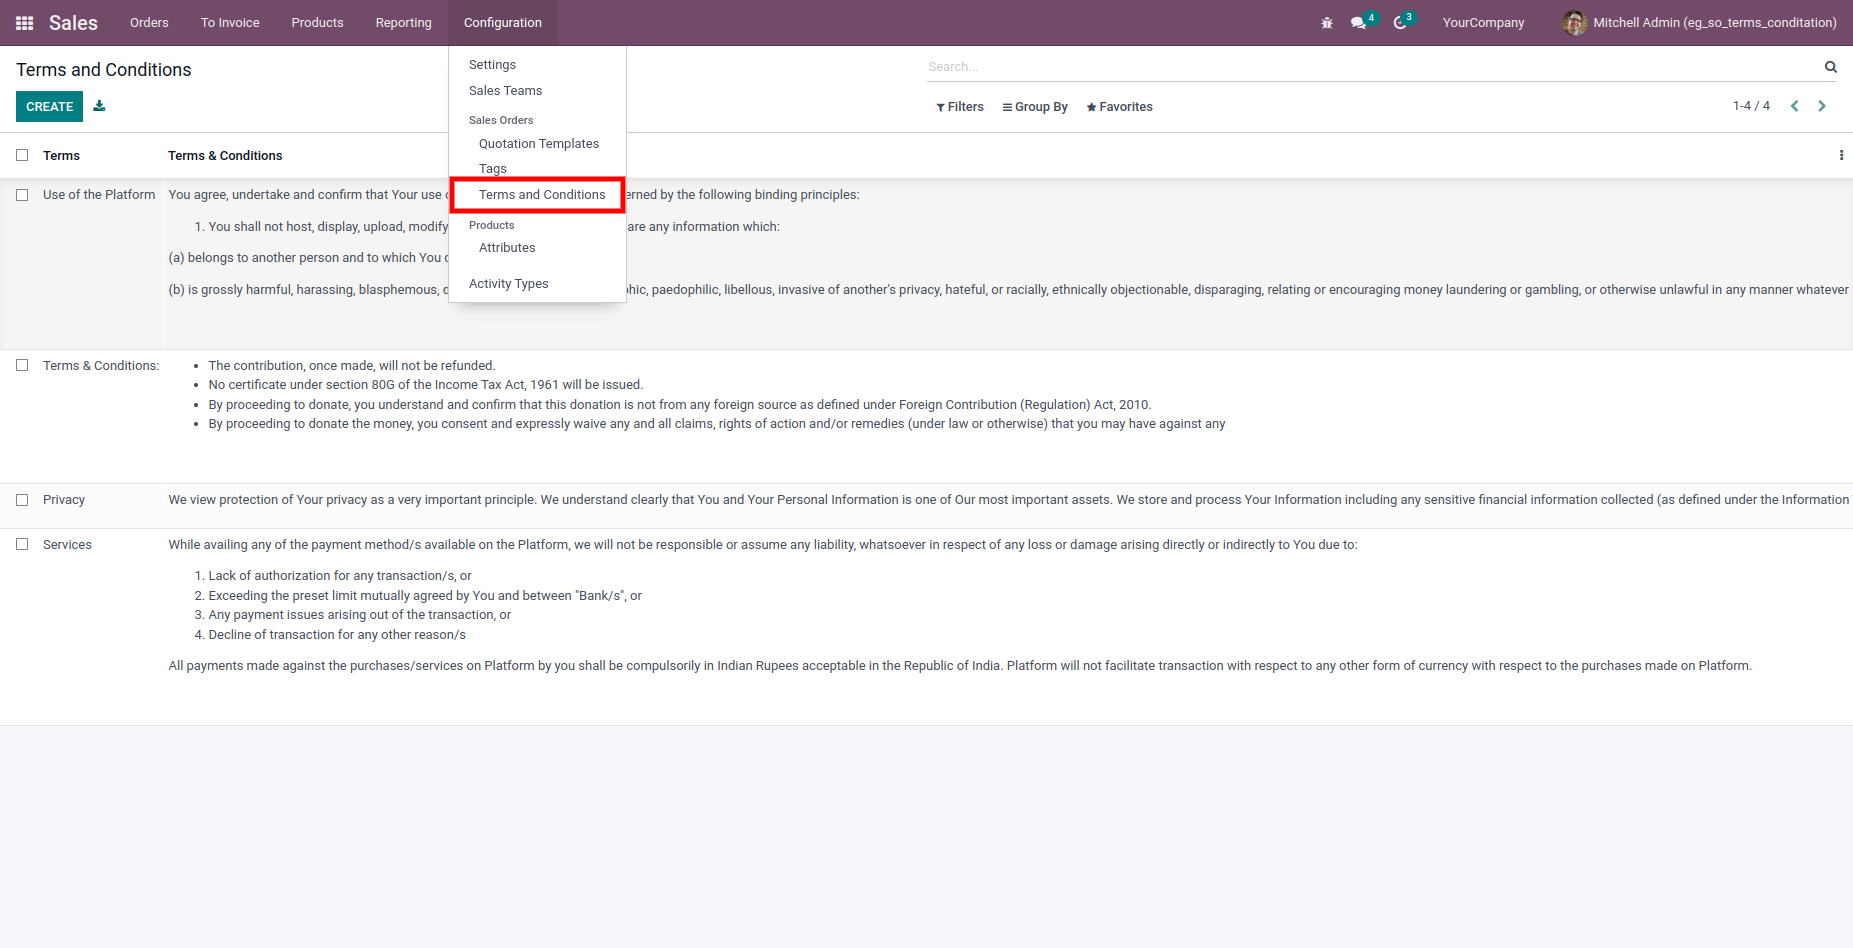 Sales Orders To Invoice Products Reporting Configuration 4 3 YourCompany Mitchell Admin (eg_so_terms_conditation)
Terms and Conditions
Search...
CREATE
Filters Group By Favorites 1-4 / 4
Settings
Sales Teams
Sales Orders
Quotation Templates
Tags
Terms and Conditions
Products
Attributes
Activity Types
Terms Terms & Conditions
Use of the Platform You agree, undertake and confirm that Your use erned by the following binding principles:
1. You shall not host, display, upload, modify are any information which:
(a) belongs to another person and to which You
(b) is grossly harmful, harassing, blasphemous, hic, paedophilic, libellous, invasive of another's privacy, hateful, or racially, ethnically objectionable, disparaging, relating or encouraging money laundering or gambling, or otherwise unlawful in any manner whatever
Terms & Conditions: • The contribution, once made, will not be refunded.
• No certificate under section 80G of the Income Tax Act, 1961 will be issued.
• By proceeding to donate, you understand and confirm that this donation is not from any foreign source as defined under Foreign Contribution (Regulation) Act, 2010.
• By proceeding to donate the money, you consent and expressly waive any and all claims, rights of action and/or remedies (under law or otherwise) that you may have against any
Privacy We view protection of Your privacy as a very important principle. We understand clearly that You and Your Personal Information is one of Our most important assets. We store and process Your Information including any sensitive financial information collected (as defined under the Information
Services While availing any of the payment method/s available on the Platform, we will not be responsible or assume any liability, whatsoever in respect of any loss or damage arising directly or indirectly to You due to:
1. Lack of authorization for any transaction/s, or
2. Exceeding the preset limit mutually agreed by You and between "Bank/s", or
3. Any payment issues arising out of the transaction, or
4. Decline of transaction for any other reason/s
All payments made against the purchases/services on Platform by you shall be compulsorily in Indian Rupees acceptable in the Republic of India. Platform will not facilitate transaction with respect to any other form of currency with respect to the purchases made on Platform.